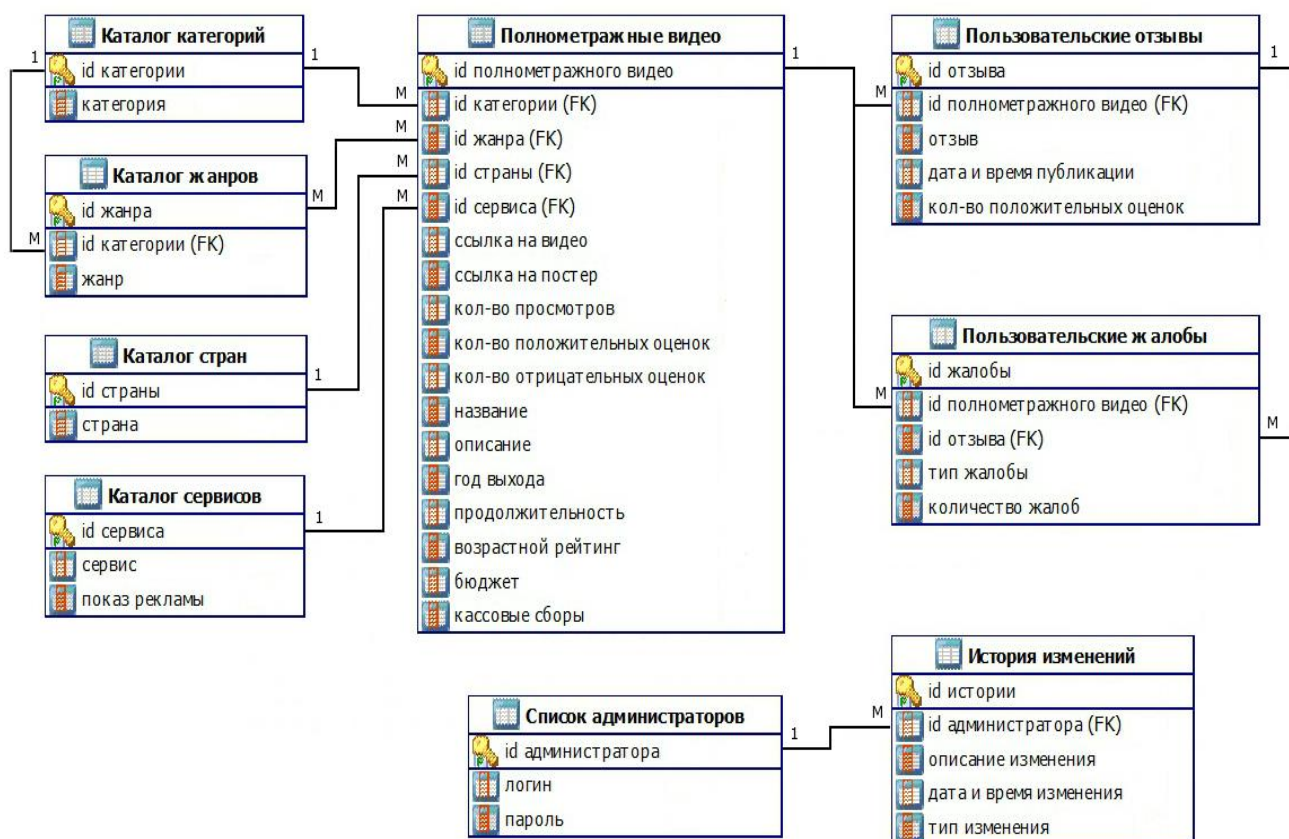 Каталог категорий
id категории
категория
1
1
Каталог жанров
id жанра
id категории (FK)
жанр
M
M
Каталог стран
id страны
страна
1
Каталог сервисов
id сервиса
сервис
показ рекламы
1
Полнометражные видео
id полнометражного видео
id категории (FK)
id жанра (FK)
id страны (FK)
id сервиса (FK)
ссылка на видео
ссылка на постер
кол-во просмотров
кол-во положительных оценок
кол-во отрицательных оценок
название
описание
год выхода
продолжительность
возрастной рейтинг
бюджет
кассовые сборы
M
M
M
M
1
Пользовательские отзывы
id отзыва
id полнометражного видео (FK)
отзыв
дата и время публикации
кол-во положительных оценок
M
1
Пользовательские жалобы
id жалобы
id полнометражного видео (FK)
id отзыва (FK)
тип жалобы
количество жалоб
M
M
Список администраторов
id администратора
логин
пароль
1
M
История изменений
id истории
id администратора (FK)
описание изменения
дата и время изменения
тип изменения